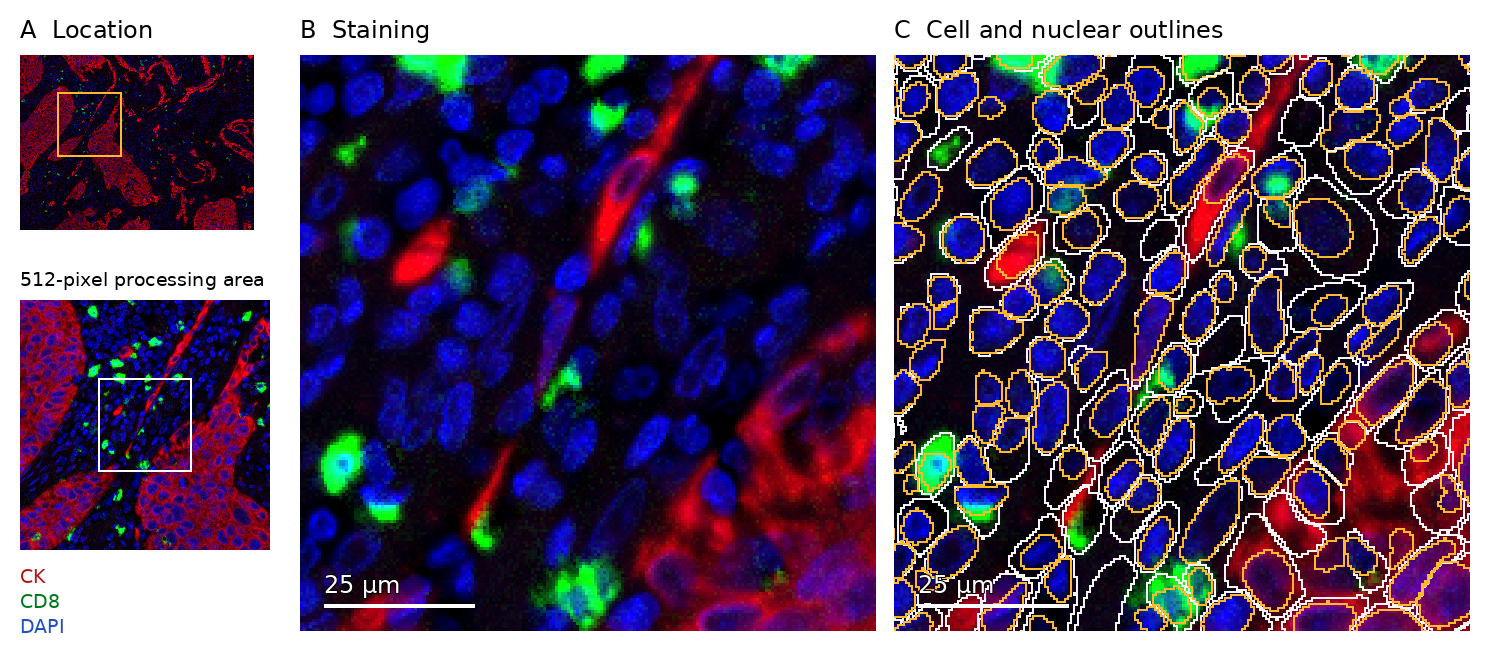 A  Location
B  Staining
C  Cell and nuclear outlines
512-pixel processing area
CK
CD8
DAPI
25 µm
25 µm